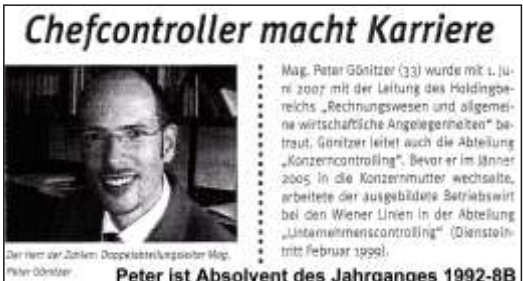 Chefcontroller macht Karriere
Mag. Peter Gönitzer (33) wurde mit 1. Ju-
ni 2007 mit der Leitung des Holdingbe-
reichs „Rechnungswesen und allgemei-
ne wirtschaftliche Angelegenheiten“ be-
traut. Gönitzer leitet auch die Abteilung
„Konzerncontrolling“. Bevor er im Jänner
2005 in die Konzernmutter wechselte,
arbeitete der ausgebildete Betriebswirt
bei den Wiener Linien in der Abteilung
„Unternehmenscontrolling“ (Dienstein-
tritt Februar 1999).
Der Herr der Zahlen: Doppelabteilungsleiter Mag.
Peter Gönitzer
Peter ist Absolvent des Jahrganges 1992-8B